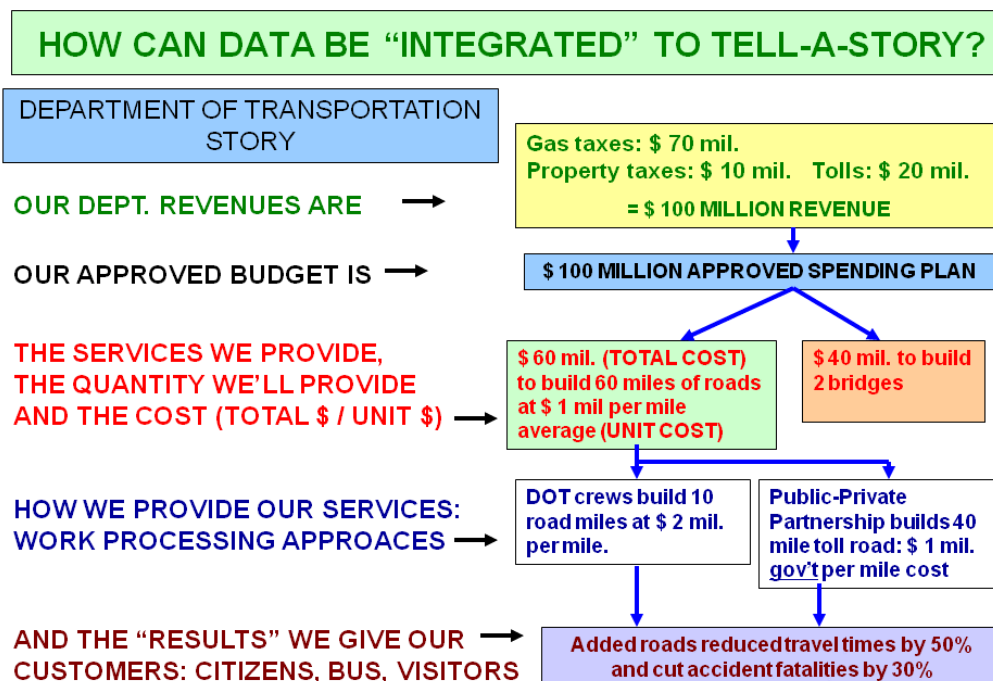 HOW CAN DATA BE “INTEGRATED” TO TELL-A-STORY?
DEPARTMENT OF TRANSPORTATION
STORY
Gas taxes: $ 70 mil.
Property taxes: $ 10 mil. Tolls: $ 20 mil.
= $ 100 MILLION REVENUE
OUR DEPT. REVENUES ARE
OUR APPROVED BUDGET IS
$ 100 MILLION APPROVED SPENDING PLAN
THE SERVICES WE PROVIDE,
THE QUANTITY WE’LL PROVIDE
AND THE COST (TOTAL $ / UNIT $)
$ 60 mil. (TOTAL COST)
to build 60 miles of roads
at $ 1 mil per mile
average (UNIT COST)
$ 40 mil. to build
2 bridges
HOW WE PROVIDE OUR SERVICES:
WORK PROCESSING APPROACES
DOT crews build 10
road miles at $ 2 mil.
per mile.
Public-Private
Partnership builds 40
mile toll road: $ 1 mil.
gov’t per mile cost
AND THE “RESULTS” WE GIVE OUR
CUSTOMERS: CITIZENS, BUS, VISITORS
Added roads reduced travel times by 50%
and cut accident fatalities by 30%